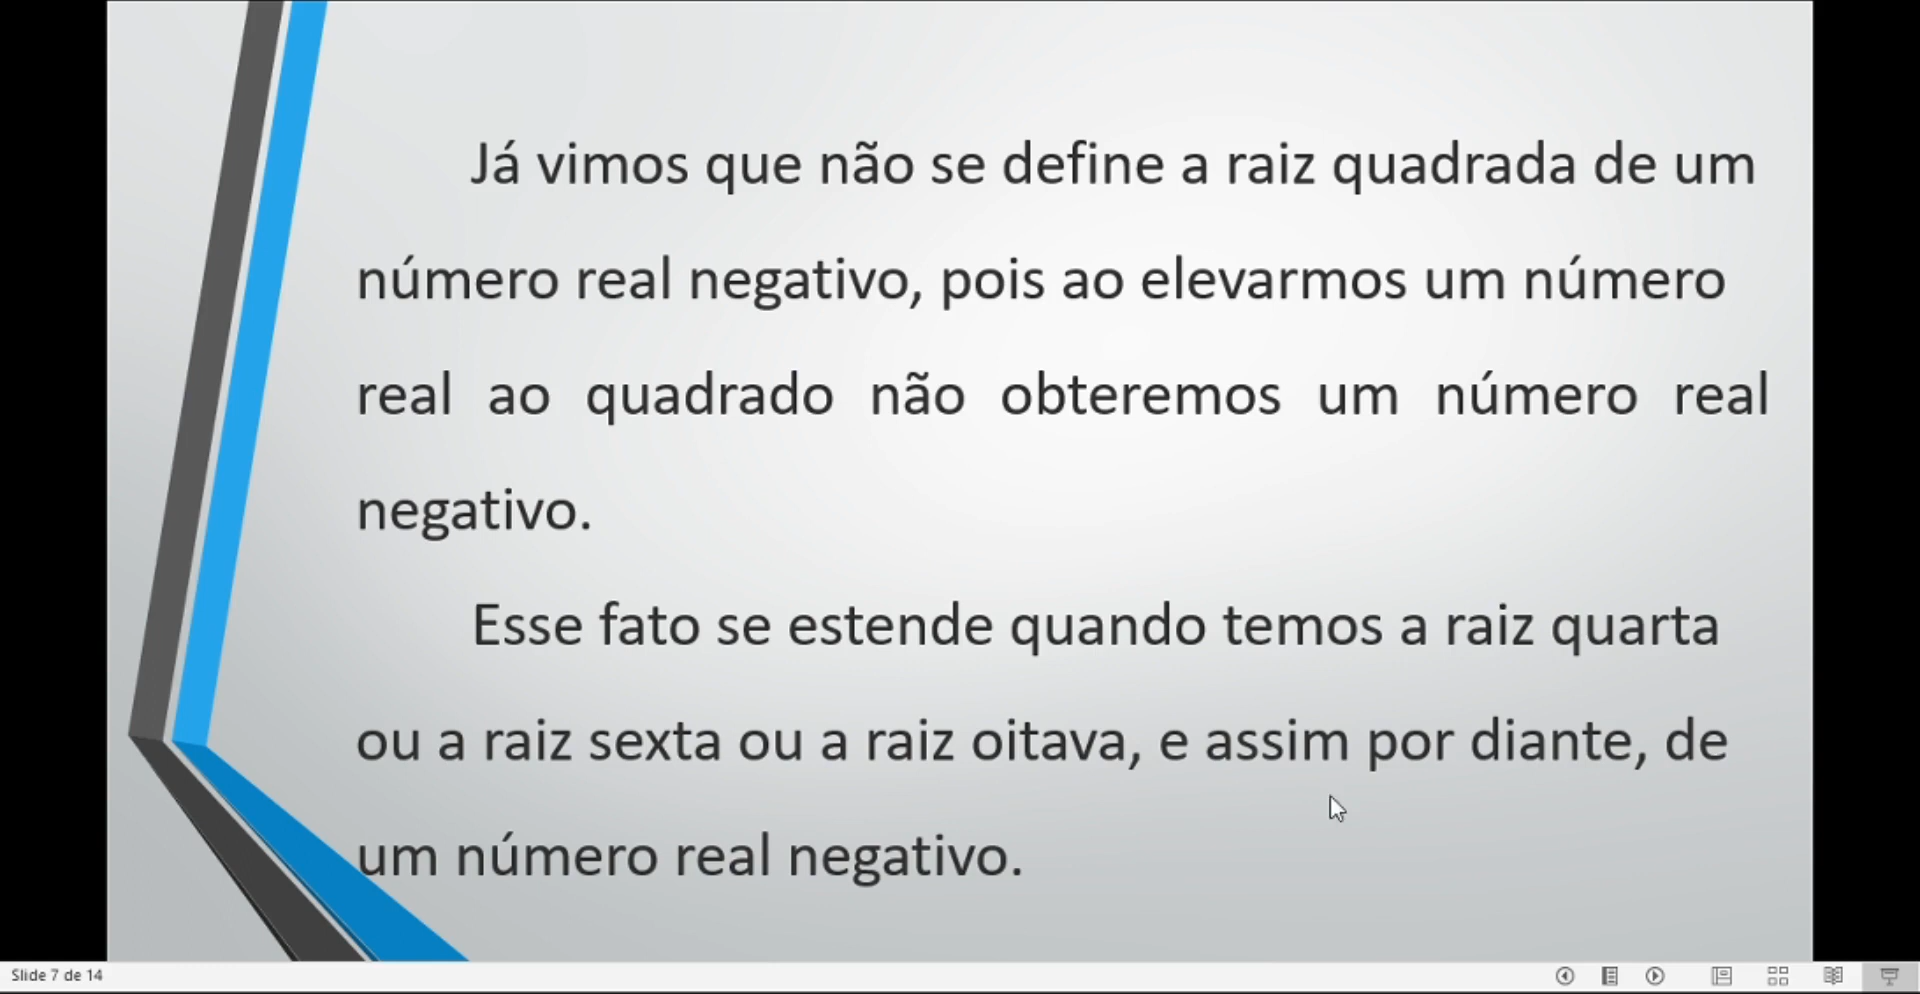 Já vimos que não se define a raiz quadrada de um
número real negativo, pois ao elevarmos um número
real ao quadrado não obteremos um número real
negativo.
Esse fato se estende quando temos a raiz quarta
ou a raiz sexta ou a raiz oitava, e assim por diante, de
um número real negativo.
Slide 7 de 14